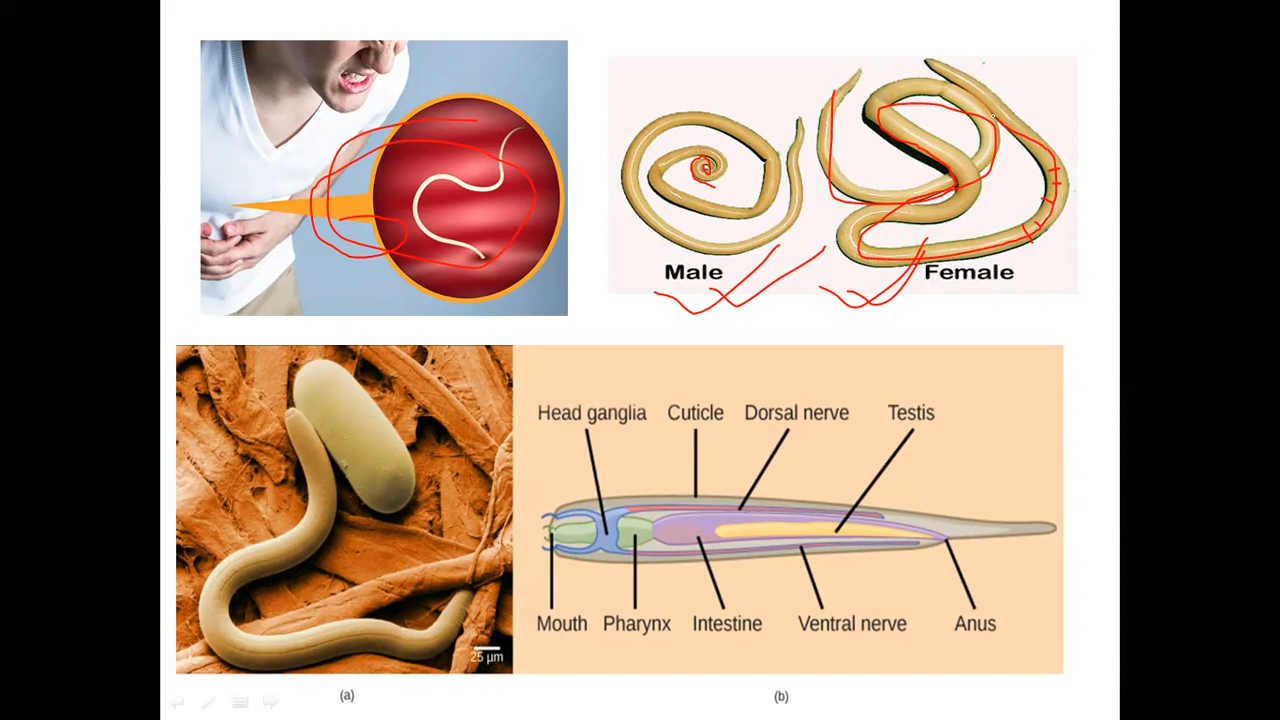 Male
Female
Head ganglia Cuticle Dorsal nerve Testis
Mouth Pharynx Intestine Ventral nerve Anus
25 µm
(a)
(b)